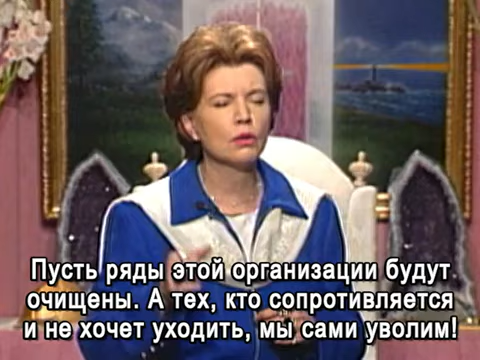 Пусть ряды этой организации будут
очищены. А тех, кто сопротивляется
и не хочет уходить, мы сами уволим!